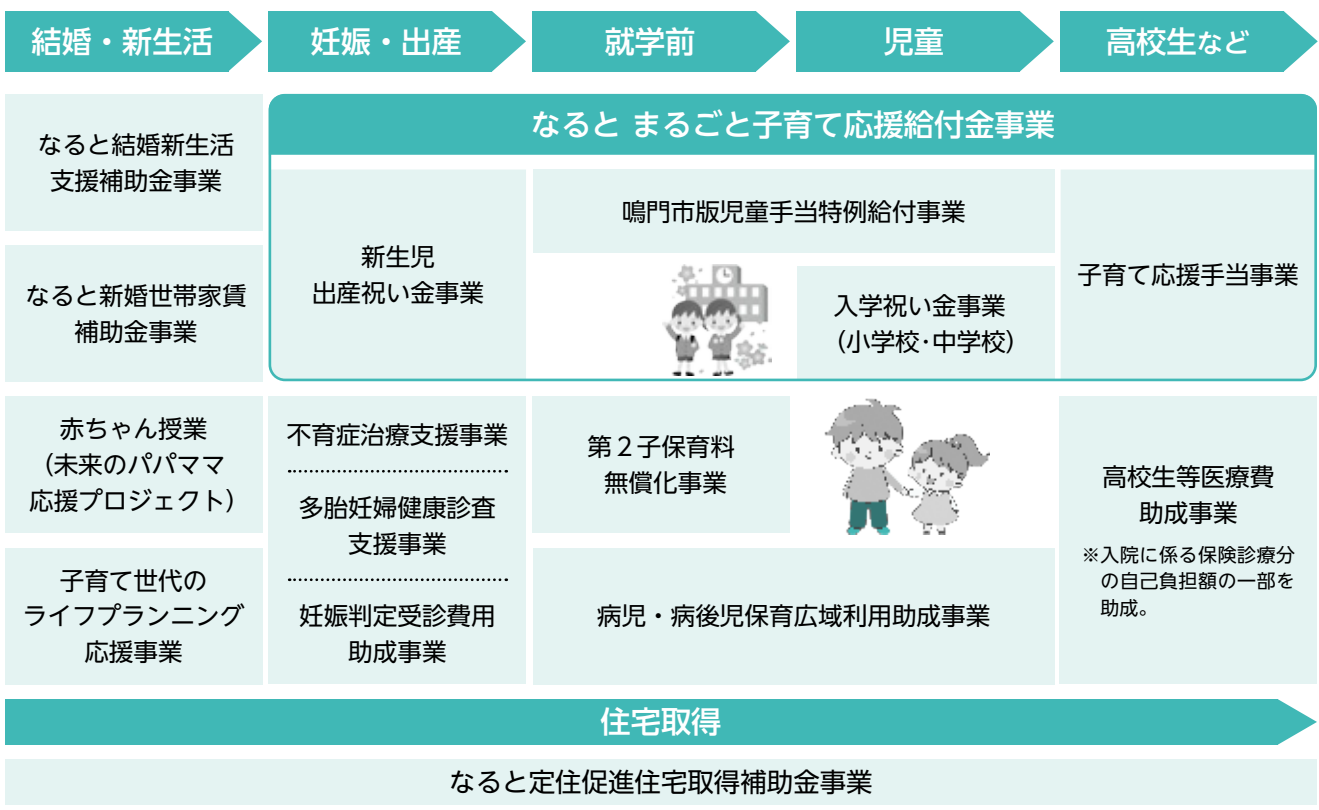 結婚・新生活
妊娠・出産
就学前
児童
高校生など
なると結婚新生活
支援補助金事業
なると新婚世帯家賃
補助金事業
なると まるごと子育て応援給付金事業
新生児
出産祝い金事業
鳴門市版児童手当特例給付事業
入学祝い金事業
（小学校・中学校）
子育て応援手当事業
赤ちゃん授業
（未来のパパママ
応援プロジェクト）
子育て世代の
ライフプランニング
応援事業
不育症治療支援事業
多胎妊婦健康診査
支援事業
妊娠判定受診費用
助成事業
第２子保育料
無償化事業
病児・病後児保育広域利用助成事業
高校生等医療費
助成事業
※入院に係る保険診療分
の自己負担額の一部を
助成。
住宅取得
なると定住促進住宅取得補助金事業